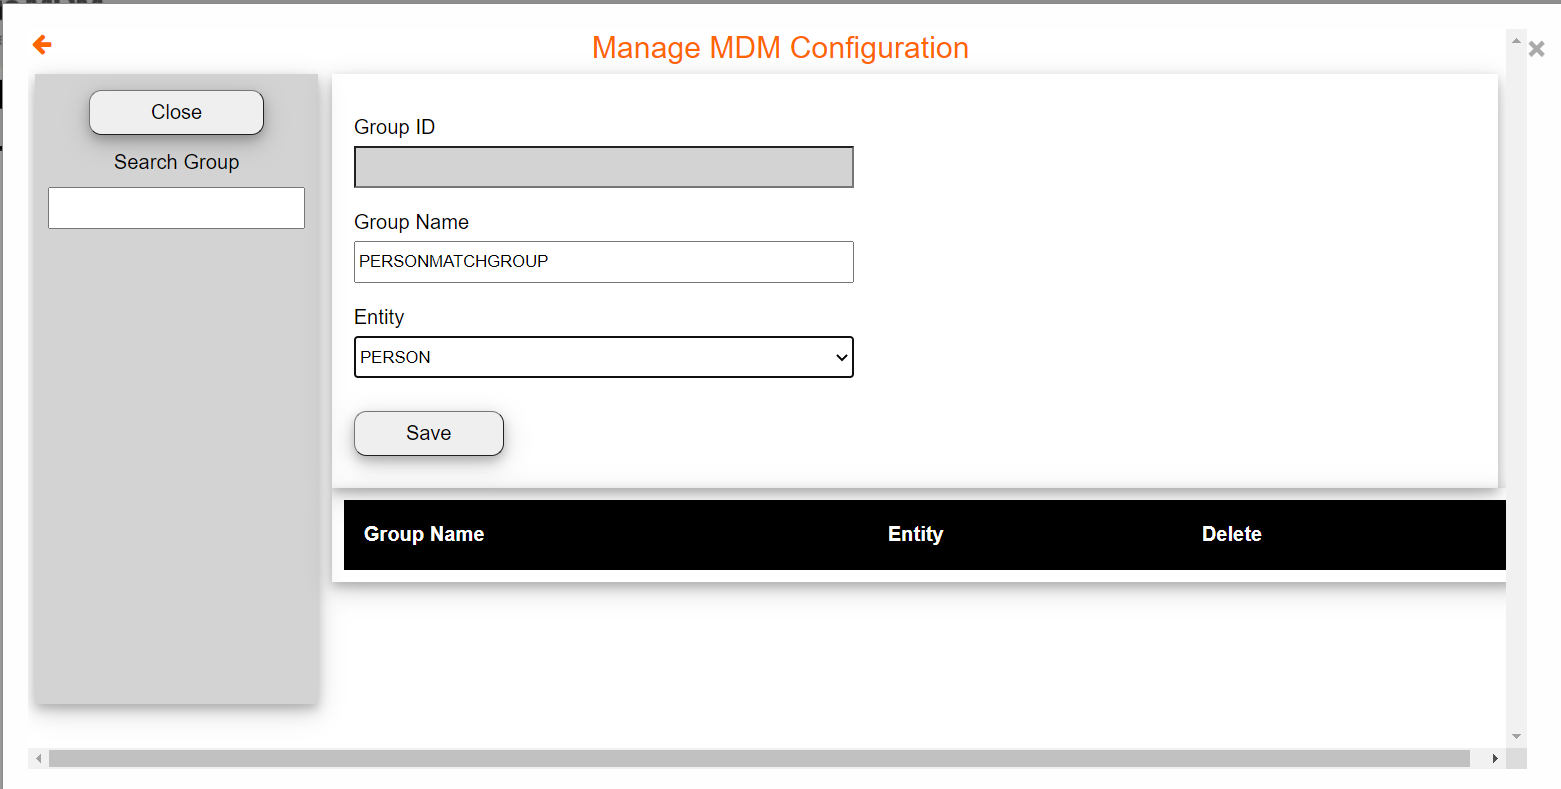 Manage MDM Configuration
Close
Search Group
Group ID
Group Name
PERSONMATCHGROUP
Entity
PERSON
Save
Group Name Entity Delete